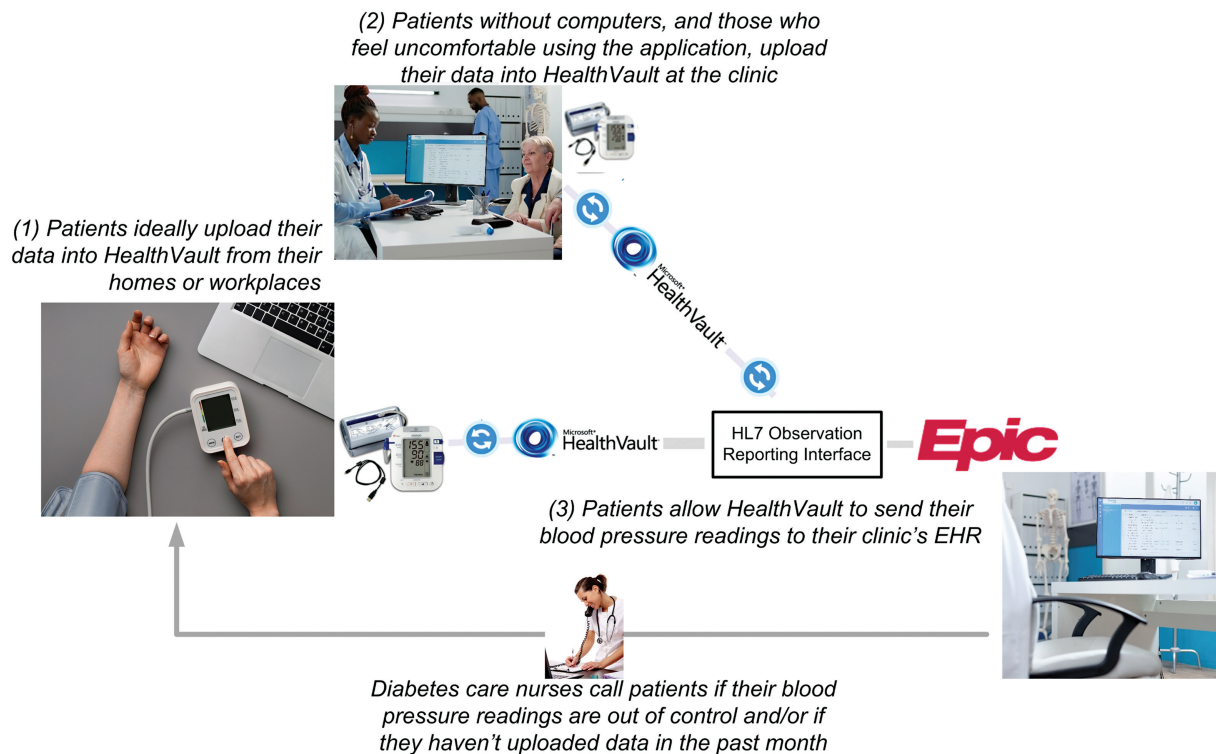 (2) Patients without computers, and those who
feel uncomfortable using the application, upload
their data into HealthVault at the clinic
(1) Patients ideally upload their
data into HealthVault from their
homes or workplaces
Microsoft
HealthVault
155
90
88
Microsoft
HealthVault
HL7 Observation
Reporting Interface
Epic
(3) Patients allow HealthVault to send their
blood pressure readings to their clinic's EHR
Diabetes care nurses call patients if their blood
pressure readings are out of control and/or if
they haven't uploaded data in the past month